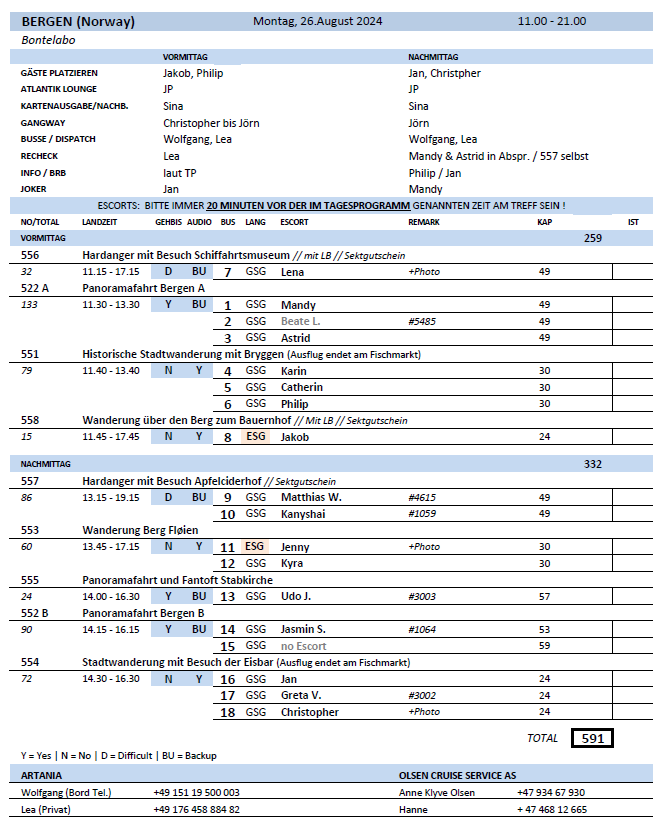 BERGEN (Norway) Montag, 26.August 2024 11.00 - 21.00
Bontelabo
VORMITTAG NACHMITTAG
GÄSTE PLATZIEREN Jakob, Philip Jan, Christpher
ATLANTIK LOUNGE JP JP
KARTENAUSGABE/NACHB. Sina Sina
GANGWAY Christopher bis Jörn Jörn
BUSSE / DISPATCH Wolfgang, Lea Wolfgang, Lea
RECHECK Lea Mandy & Astrid in Abspr. / 557 selbst
INFO / BRB laut TP Philip / Jan
JOKER Jan Mandy
ESCORTS: BITTE IMMER 20 MINUTEN VOR DER IM TAGESPROGRAMM GENANNTEN ZEIT AM TREFF SEIN !
NO/TOTAL LANDZEIT GEHBIS AUDIO BUS LANG ESCORT REMARK KAP IST
VORMITTAG 259
556 Hardanger mit Besuch Schiffahrtsmuseum // mit LB // Sektgutschein
32 11.15 - 17.15 D BU 7 GSG Lena +Photo 49
522 A Panoramafahrt Bergen A
133 11.30 - 13.30 Y BU 1 GSG Mandy 49
2 GSG Beate L. #5485 49
3 GSG Astrid 49
551 Historische Stadtwanderung mit Bryggen (Ausflug endet am Fischmarkt)
79 11.40 - 13.40 N Y 4 GSG Karin 30
5 GSG Catherin 30
6 GSG Philip 30
558 Wanderung über den Berg zum Bauernhof // Mit LB // Sektgutschein
15 11.45 - 17.45 N Y 8 ESG Jakob 24
NACHMITTAG 332
557 Hardanger mit Besuch Apfelciderhof // Sektgutschein
86 13.15 - 19.15 D BU 9 GSG Matthias W. #4615 49
10 GSG Kanyshai #1059 49
553 Wanderung Berg Fløien
60 13.45 - 17.15 N Y 11 ESG Jenny +Photo 30
12 GSG Kyra 30
555 Panoramafahrt und Fantoft Stabkirche
24 14.00 - 16.30 Y BU 13 GSG Udo J. #3003 57
552 B Panoramafahrt Bergen B
90 14.15 - 16.15 Y BU 14 GSG Jasmin S. #1064 53
15 GSG no Escort 59
554 Stadtwanderung mit Besuch der Eisbar (Ausflug endet am Fischmarkt)
72 14.30 - 16.30 N Y 16 GSG Jan 24
17 GSG Greta V. #3002 24
18 GSG Christopher +Photo 24
TOTAL 591
Y = Yes | N = No | D = Difficult | BU = Backup
ARTANIA OLSEN CRUISE SERVICE AS
Wolfgang (Bord Tel.) +49 151 19 500 003 Anne Klyve Olsen +47 934 67 930
Lea (Privat) +49 176 458 884 82 Hanne + 47 468 12 665